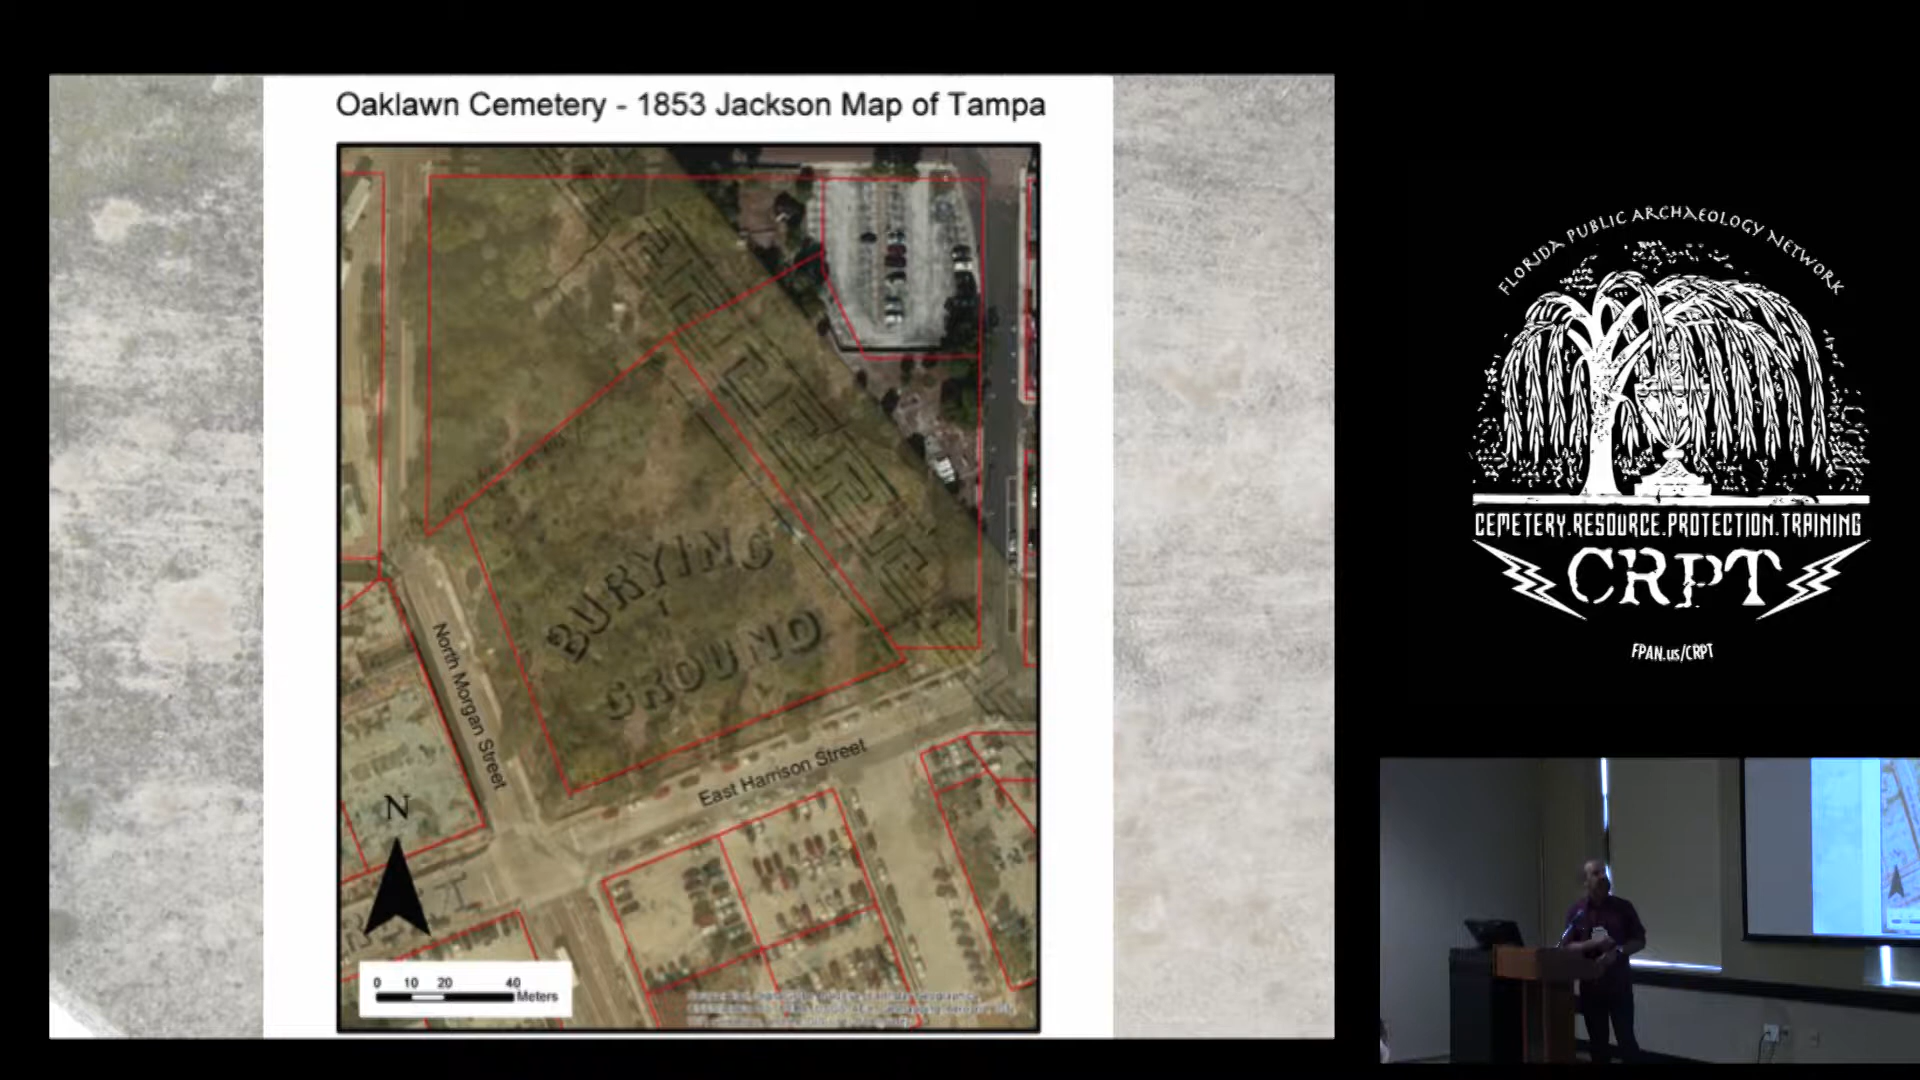 Oaklawn Cemetery - 1853 Jackson Map of Tampa
BURYING
GROUND
North Morgan Street
East Harrison Street
N
0 10 20 40
Meters
FLORIDA PUBLIC ARCHAEOLOGY NETWORK
CEMETERY.RESOURCE.PROTECTION.TRAINING
CRPT
FPAN.us/CRPT